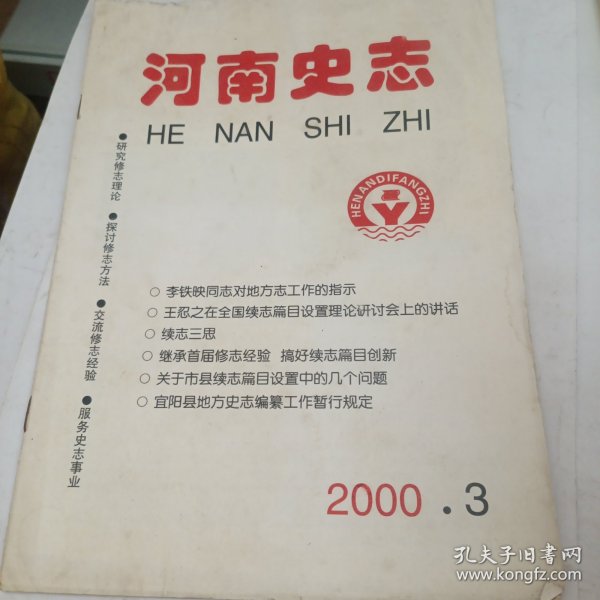 河南史志
HE NAN SHI ZHI
●研究修志理论
●探讨修志方法
●交流修志经验
●服务史志事业
HENANDIFANGZHI
○ 李铁映同志对地方志工作的指示
○ 王忍之在全国续志篇目设置理论研讨会上的讲话
○ 续志三思
○ 继承首届修志经验 搞好续志篇目创新
○ 关于市县续志篇目设置中的几个问题
○ 宜阳县地方史志编纂工作暂行规定
2000 . 3
孔夫子旧书网
www.kongfz.com